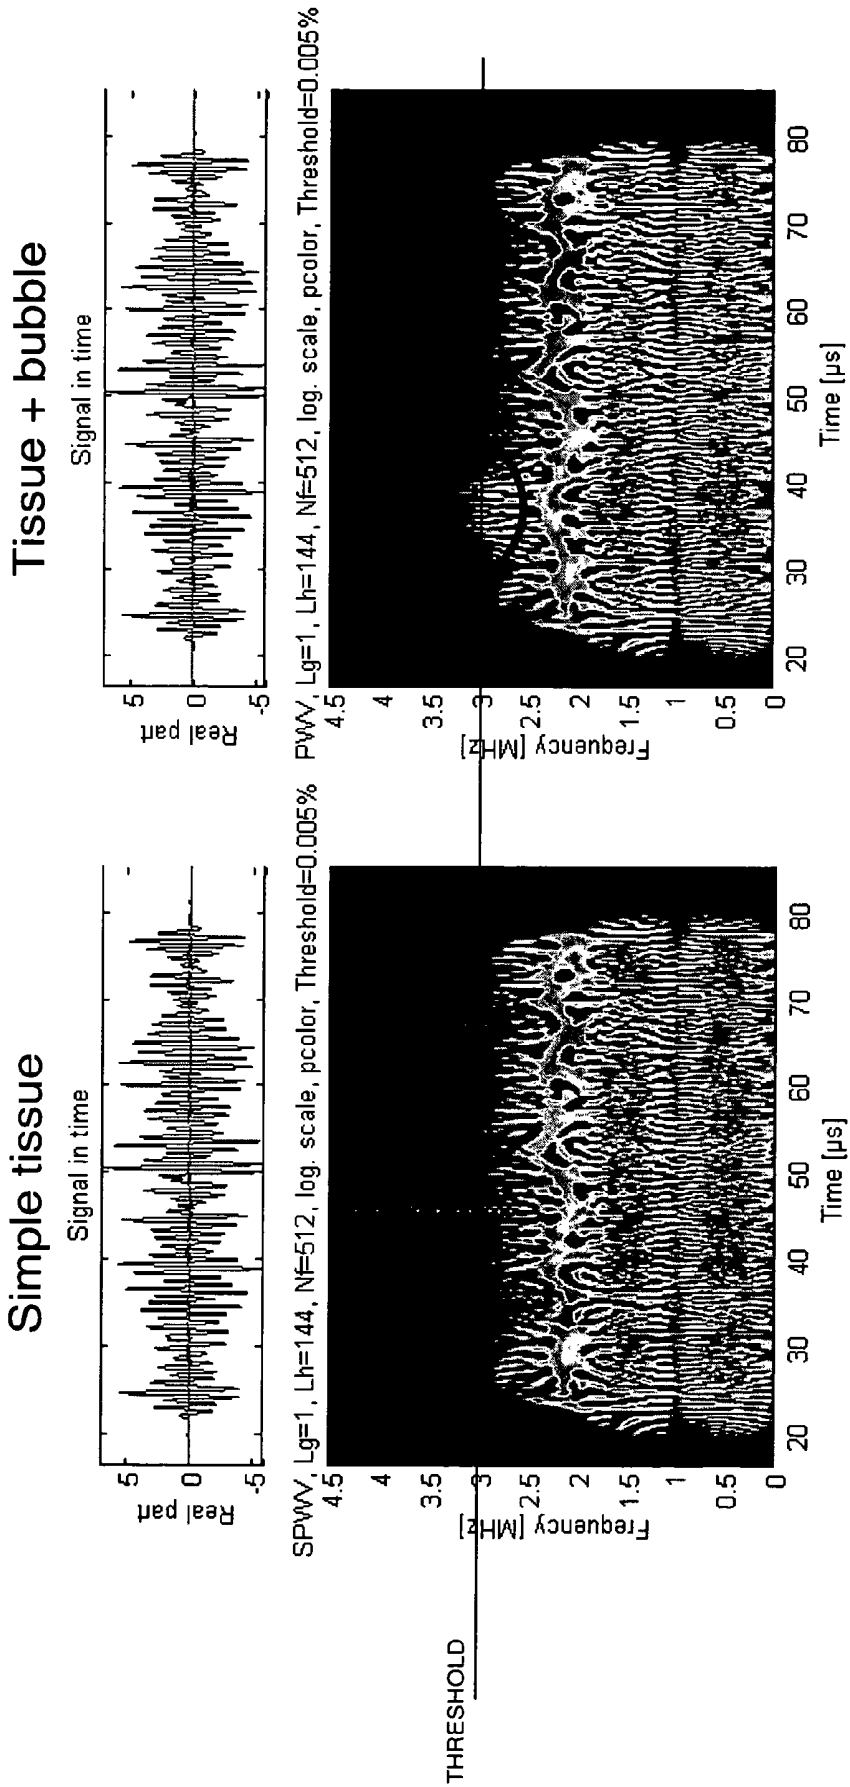 Simple tissue
Signal in time
5
0
-5
Real part
SPWV, Lg=1, Lh=144, Nf=512, log. scale, pcolor, Threshold=0.005%
4.5
4
3.5
3
2.5
2
1.5
1
0.5
0
Frequency [MHz]
20 30 40 50 60 70 80
Time [µs]
THRESHOLD
Tissue + bubble
Signal in time
5
0
-5
Real part
PWV, Lg=1, Lh=144, Nf=512, log. scale, pcolor, Threshold=0.005%
4.5
4
3.5
3
2.5
2
1.5
1
0.5
0
Frequency [MHz]
20 30 40 50 60 70 80
Time [µs]